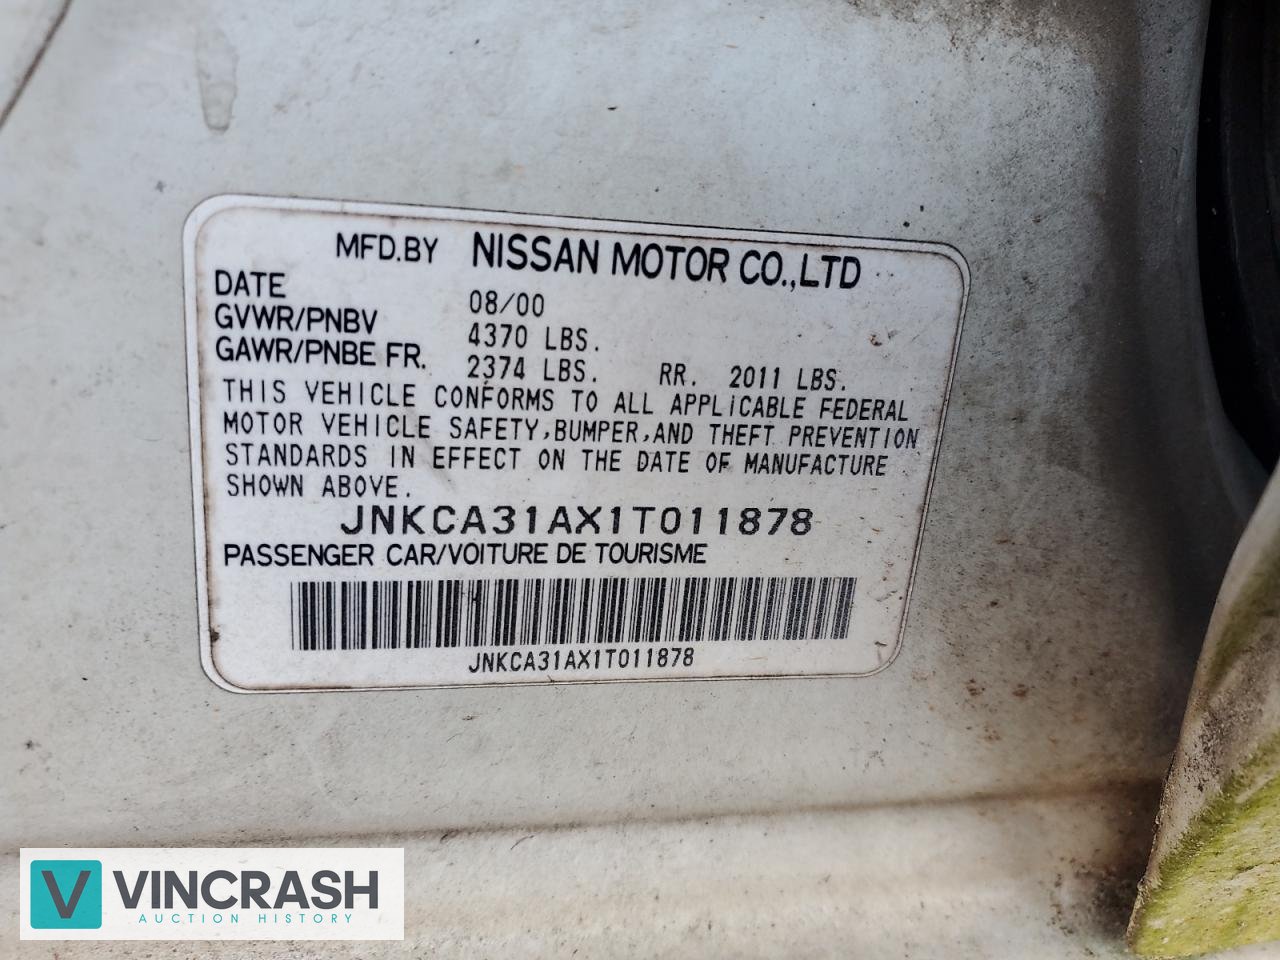 MFD.BY NISSAN MOTOR CO.,LTD
DATE 08/00
GVWR/PNBV 4370 LBS.
GAWR/PNBE FR. 2374 LBS. RR. 2011 LBS.
THIS VEHICLE CONFORMS TO ALL APPLICABLE FEDERAL
MOTOR VEHICLE SAFETY,BUMPER,AND THEFT PREVENTION
STANDARDS IN EFFECT ON THE DATE OF MANUFACTURE
SHOWN ABOVE.
JNKCA31AX1T011878
PASSENGER CAR/VOITURE DE TOURISME
JNKCA31AX1T011878
V VINCRASH
AUCTION HISTORY